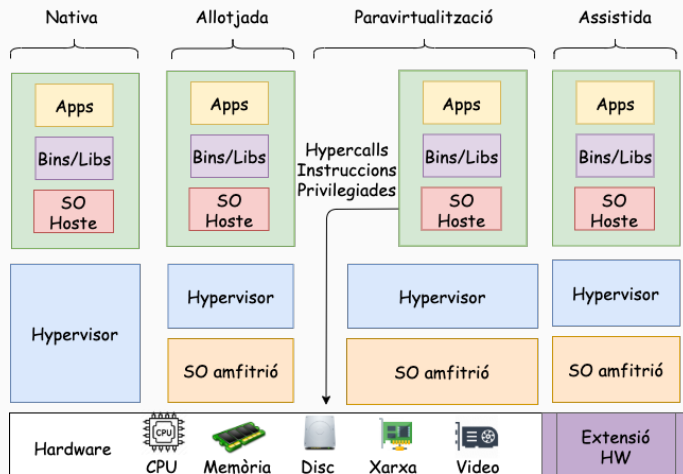 Nativa
Allotjada
Paravirtualització
Assistida
Apps
Apps
Apps
Apps
Bins/Libs
Bins/Libs
Hypercalls
Instruccions
Privilegiades
Bins/Libs
Bins/Libs
SO
Hoste
SO
Hoste
SO
Hoste
SO
Hoste
Hypervisor
Hypervisor
Hypervisor
Hypervisor
SO amfitrió
SO amfitrió
SO amfitrió
Hardware
CPU
CPU
Memòria
Disc
Xarxa
Video
Extensió
HW